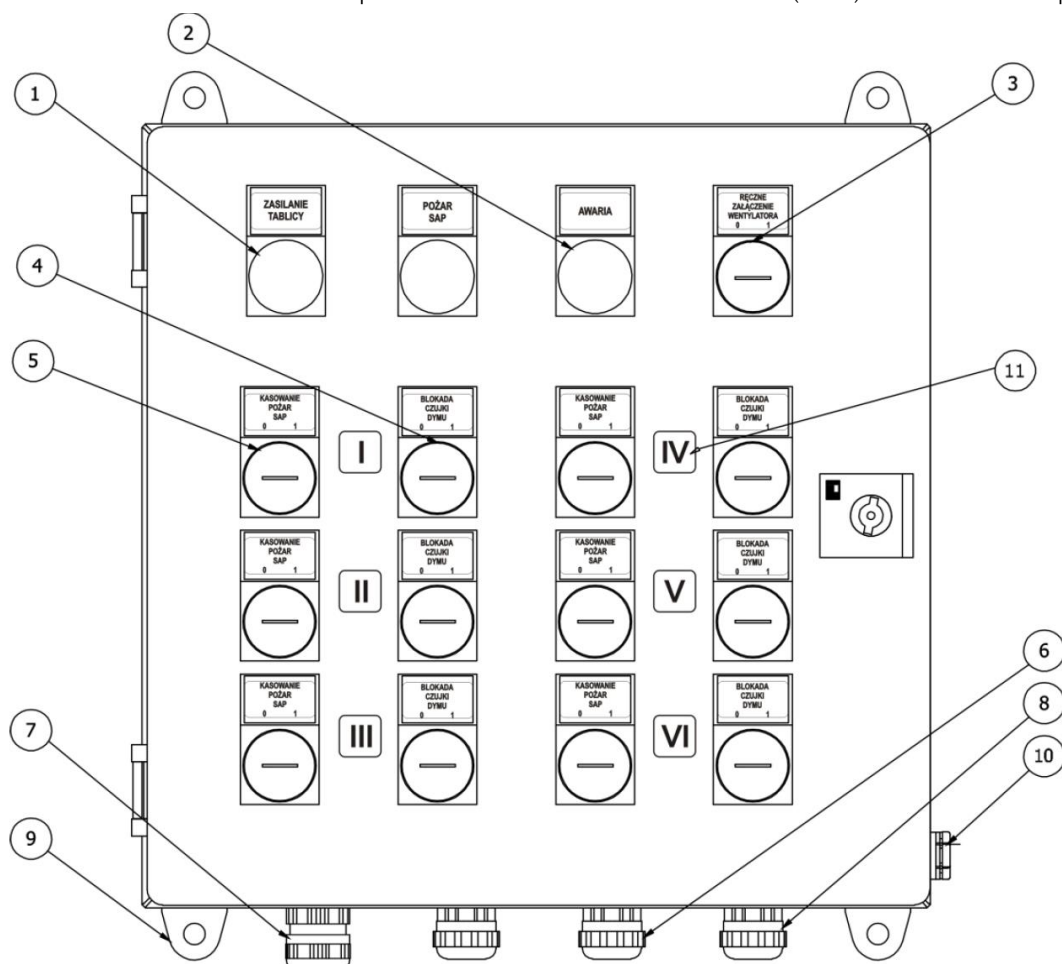 2
1
3
ZASILANIE
TABLICY
POŻAR
SAP
AWARIA
RĘCZNE
ZAŁĄCZENIE
WENTYLATORA
0 1
4
5
11
KASOWANIE
POŻAR
SAP
0 1
I
BLOKADA
CZUJKI
DYMU
0 1
KASOWANIE
POŻAR
SAP
0 1
IV
BLOKADA
CZUJKI
DYMU
0 1
KASOWANIE
POŻAR
SAP
0 1
II
BLOKADA
CZUJKI
DYMU
0 1
KASOWANIE
POŻAR
SAP
0 1
V
BLOKADA
CZUJKI
DYMU
0 1
6
KASOWANIE
POŻAR
SAP
0 1
III
BLOKADA
CZUJKI
DYMU
0 1
KASOWANIE
POŻAR
SAP
0 1
VI
BLOKADA
CZUJKI
DYMU
0 1
7
8
10
9